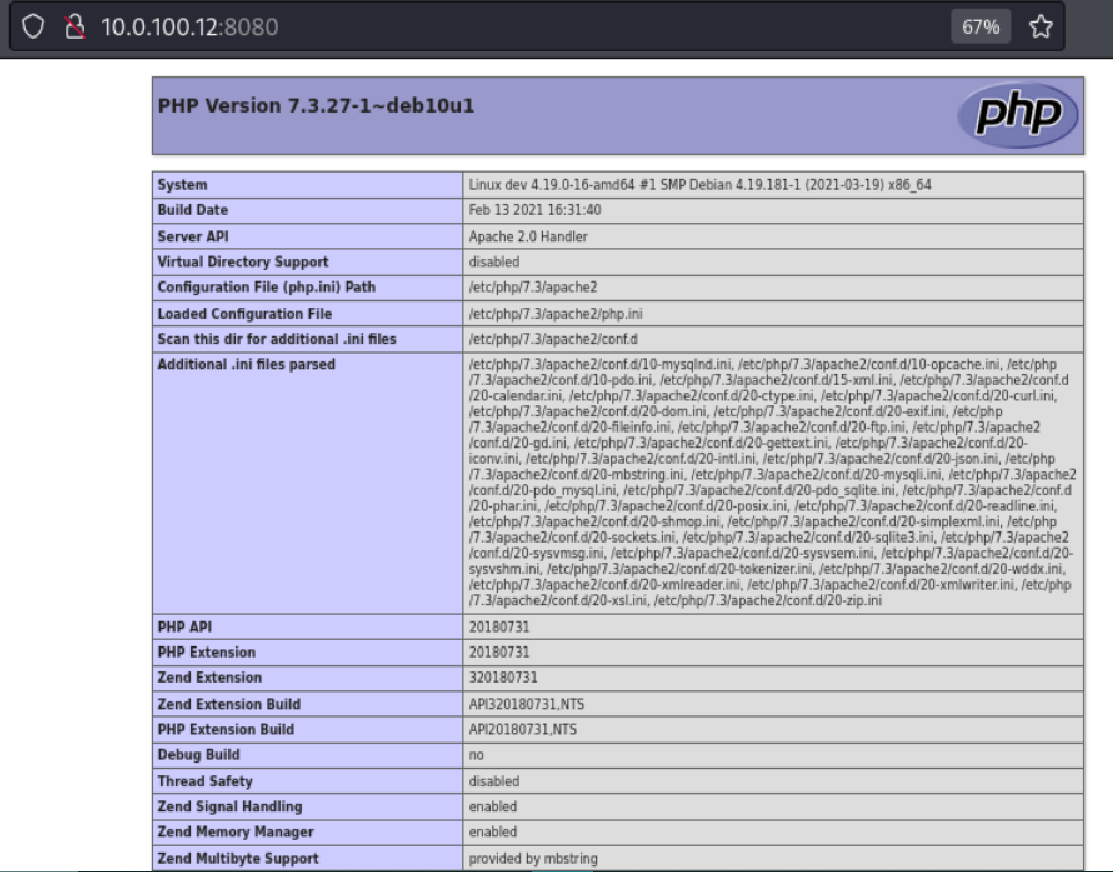 10.0.100.12:8080 67%
PHP Version 7.3.27-1~deb10u1 php
System Linux dev 4.19.0-16-amd64 #1 SMP Debian 4.19.181-1 (2021-03-19) x86_64
Build Date Feb 13 2021 16:31:40
Server API Apache 2.0 Handler
Virtual Directory Support disabled
Configuration File (php.ini) Path /etc/php/7.3/apache2
Loaded Configuration File /etc/php/7.3/apache2/php.ini
Scan this dir for additional .ini files /etc/php/7.3/apache2/conf.d
Additional .ini files parsed /etc/php/7.3/apache2/conf.d/10-mysqlnd.ini, /etc/php/7.3/apache2/conf.d/10-opcache.ini, /etc/php
/7.3/apache2/conf.d/10-pdo.ini, /etc/php/7.3/apache2/conf.d/15-xml.ini, /etc/php/7.3/apache2/conf.d
/20-calendar.ini, /etc/php/7.3/apache2/conf.d/20-ctype.ini, /etc/php/7.3/apache2/conf.d/20-curl.ini,
/etc/php/7.3/apache2/conf.d/20-dom.ini, /etc/php/7.3/apache2/conf.d/20-exif.ini, /etc/php
/7.3/apache2/conf.d/20-fileinfo.ini, /etc/php/7.3/apache2/conf.d/20-ftp.ini, /etc/php/7.3/apache2
/conf.d/20-gd.ini, /etc/php/7.3/apache2/conf.d/20-gettext.ini, /etc/php/7.3/apache2/conf.d/20-
iconv.ini, /etc/php/7.3/apache2/conf.d/20-intl.ini, /etc/php/7.3/apache2/conf.d/20-json.ini, /etc/php
/7.3/apache2/conf.d/20-mbstring.ini, /etc/php/7.3/apache2/conf.d/20-mysqli.ini, /etc/php/7.3/apache2
/conf.d/20-pdo_mysql.ini, /etc/php/7.3/apache2/conf.d/20-pdo_sqlite.ini, /etc/php/7.3/apache2/conf.d
/20-phar.ini, /etc/php/7.3/apache2/conf.d/20-posix.ini, /etc/php/7.3/apache2/conf.d/20-readline.ini,
/etc/php/7.3/apache2/conf.d/20-shmop.ini, /etc/php/7.3/apache2/conf.d/20-simplexml.ini, /etc/php
/7.3/apache2/conf.d/20-sockets.ini, /etc/php/7.3/apache2/conf.d/20-sqlite3.ini, /etc/php/7.3/apache2
/conf.d/20-sysvmsg.ini, /etc/php/7.3/apache2/conf.d/20-sysvsem.ini, /etc/php/7.3/apache2/conf.d/20-
sysvshm.ini, /etc/php/7.3/apache2/conf.d/20-tokenizer.ini, /etc/php/7.3/apache2/conf.d/20-wddx.ini,
/etc/php/7.3/apache2/conf.d/20-xmlreader.ini, /etc/php/7.3/apache2/conf.d/20-xmlwriter.ini, /etc/php
/7.3/apache2/conf.d/20-xsl.ini, /etc/php/7.3/apache2/conf.d/20-zip.ini
PHP API 20180731
PHP Extension 20180731
Zend Extension 320180731
Zend Extension Build API320180731,NTS
PHP Extension Build API20180731,NTS
Debug Build no
Thread Safety disabled
Zend Signal Handling enabled
Zend Memory Manager enabled
Zend Multibyte Support provided by mbstring